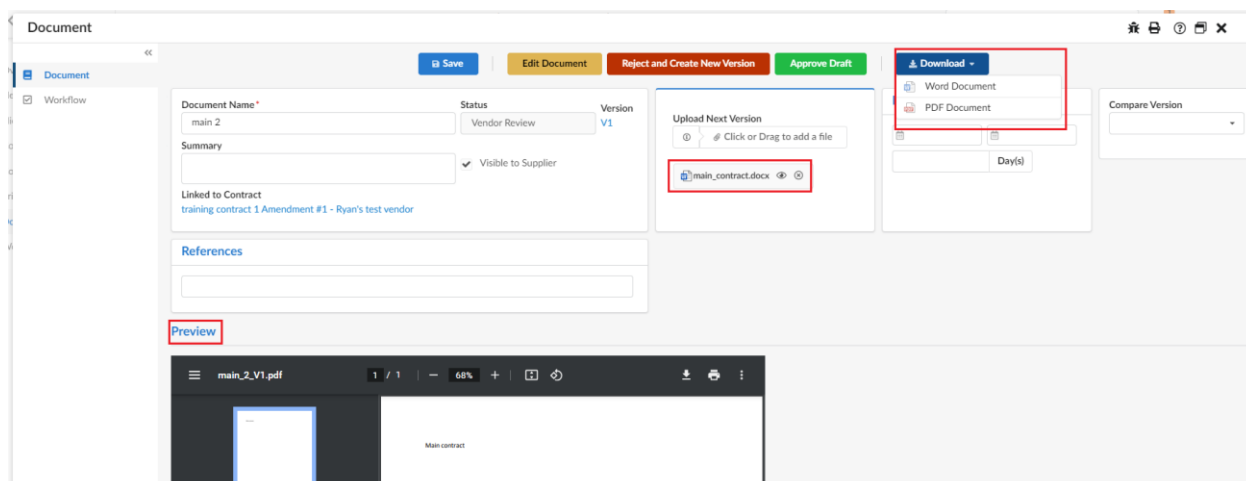 Document
Document
Workflow
Save
Edit Document
Reject and Create New Version
Approve Draft
Download
Word Document
PDF Document
Document Name*
main 2
Status
Vendor Review
Version
V1
Summary
Visible to Supplier
Linked to Contract
training contract 1 Amendment #1 - Ryan's test vendor
Upload Next Version
Click or Drag to add a file
main_contract.docx
Day(s)
Compare Version
References
Preview
main_2_V1.pdf
1 / 1
68%
Main contract